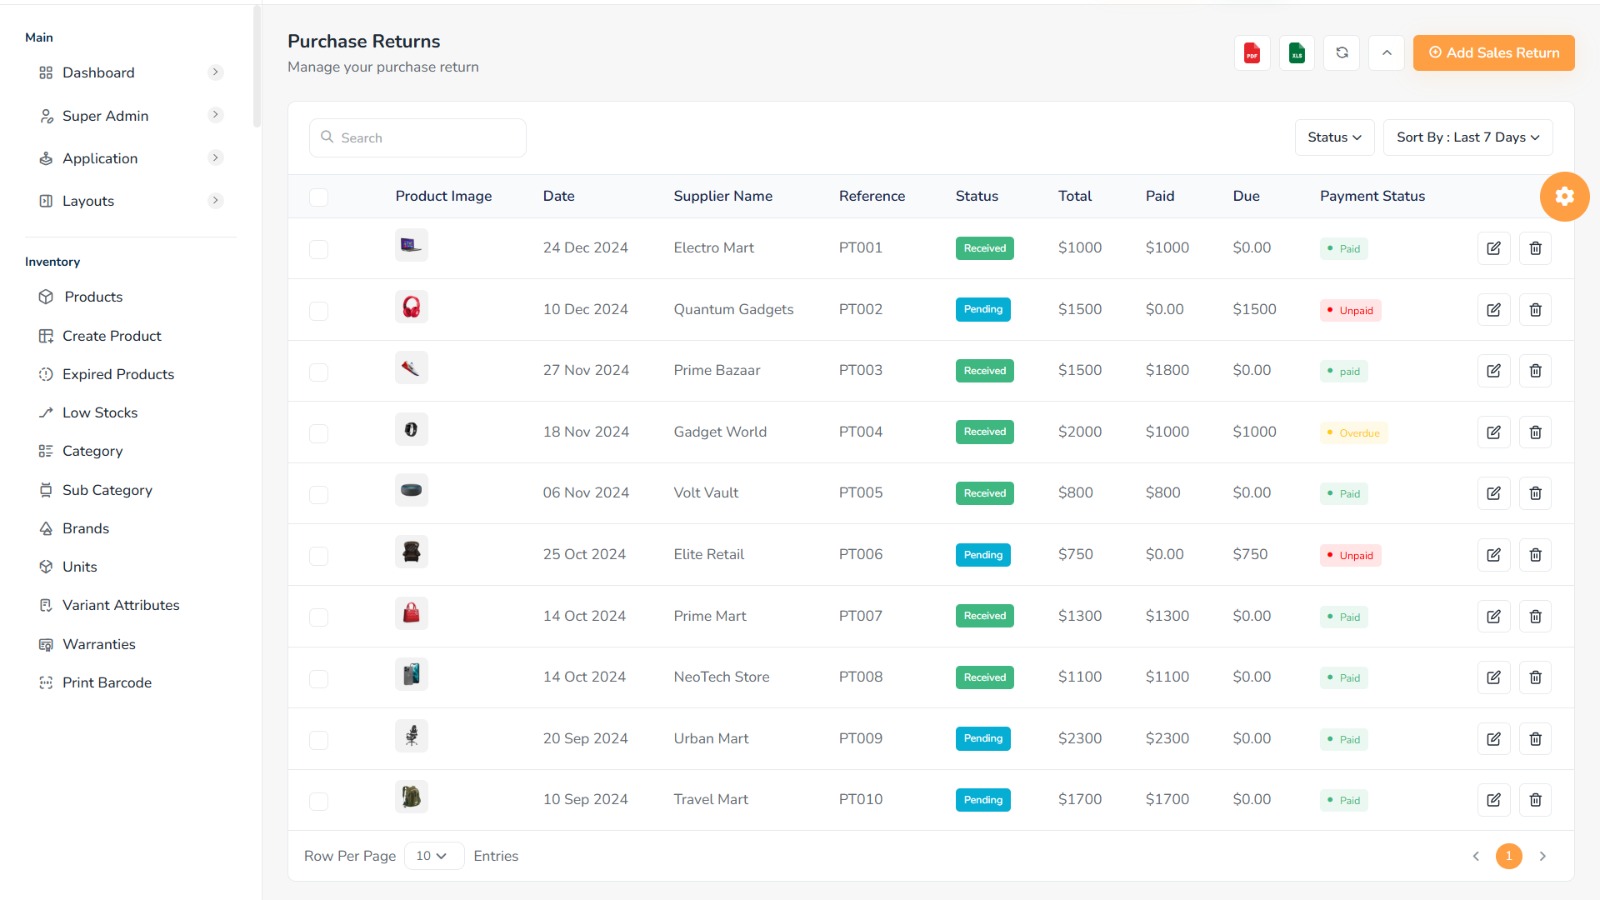 Main
Dashboard
Super Admin
Application
Layouts
Inventory
Products
Create Product
Expired Products
Low Stocks
Category
Sub Category
Brands
Units
Variant Attributes
Warranties
Print Barcode
Purchase Returns
Manage your purchase return
PDF
XLS
Add Sales Return
Search
Status
Sort By : Last 7 Days
Product Image Date Supplier Name Reference Status Total Paid Due Payment Status
24 Dec 2024 Electro Mart PT001 Received $1000 $1000 $0.00 Paid
10 Dec 2024 Quantum Gadgets PT002 Pending $1500 $0.00 $1500 Unpaid
27 Nov 2024 Prime Bazaar PT003 Received $1500 $1800 $0.00 paid
18 Nov 2024 Gadget World PT004 Received $2000 $1000 $1000 Overdue
06 Nov 2024 Volt Vault PT005 Received $800 $800 $0.00 Paid
25 Oct 2024 Elite Retail PT006 Pending $750 $0.00 $750 Unpaid
14 Oct 2024 Prime Mart PT007 Received $1300 $1300 $0.00 Paid
14 Oct 2024 NeoTech Store PT008 Received $1100 $1100 $0.00 Paid
20 Sep 2024 Urban Mart PT009 Pending $2300 $2300 $0.00 Paid
10 Sep 2024 Travel Mart PT010 Pending $1700 $1700 $0.00 Paid
Row Per Page 10 Entries
1